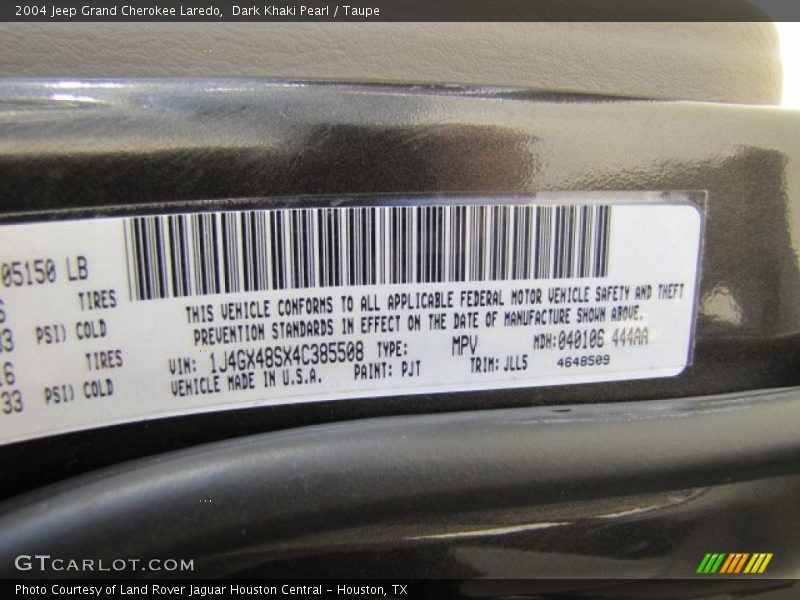 2004 Jeep Grand Cherokee Laredo, Dark Khaki Pearl / Taupe
05150 LB
TIRES
THIS VEHICLE CONFORMS TO ALL APPLICABLE FEDERAL MOTOR VEHICLE SAFETY AND THEFT
33 PSI) COLD
PREVENTION STANDARDS IN EFFECT ON THE DATE OF MANUFACTURE SHOWN ABOVE.
16 TIRES
VIN: 1J4GX48SX4C385508 TYPE: MPV MDH:040106 444AA
33 PSI) COLD
VEHICLE MADE IN U.S.A. PAINT: PJT TRIM: JLL5 4648509
GTCARLOT.COM
Photo Courtesy of Land Rover Jaguar Houston Central - Houston, TX